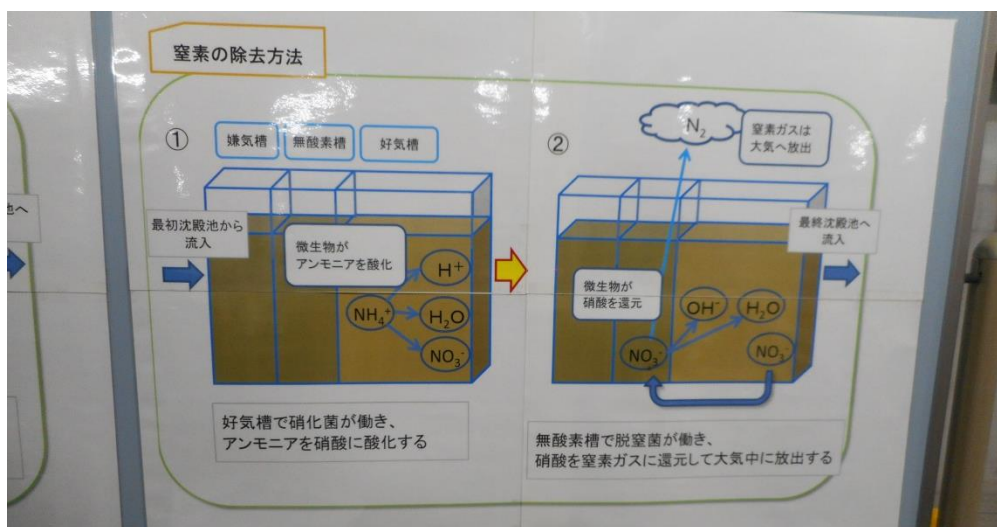 窒素の除去方法
①
嫌気槽
無酸素槽
好気槽
最初沈殿池から
流入
微生物が
アンモニアを酸化
NH₄⁺
H⁺
H₂O
NO₃⁻
好気槽で硝化菌が働き、
アンモニアを硝酸に酸化する
②
N₂
窒素ガスは
大気へ放出
微生物が
硝酸を還元
NO₃⁻
OH⁻
H₂O
NO₃⁻
最終沈殿池へ
流入
無酸素槽で脱窒菌が働き、
硝酸を窒素ガスに還元して大気中に放出する